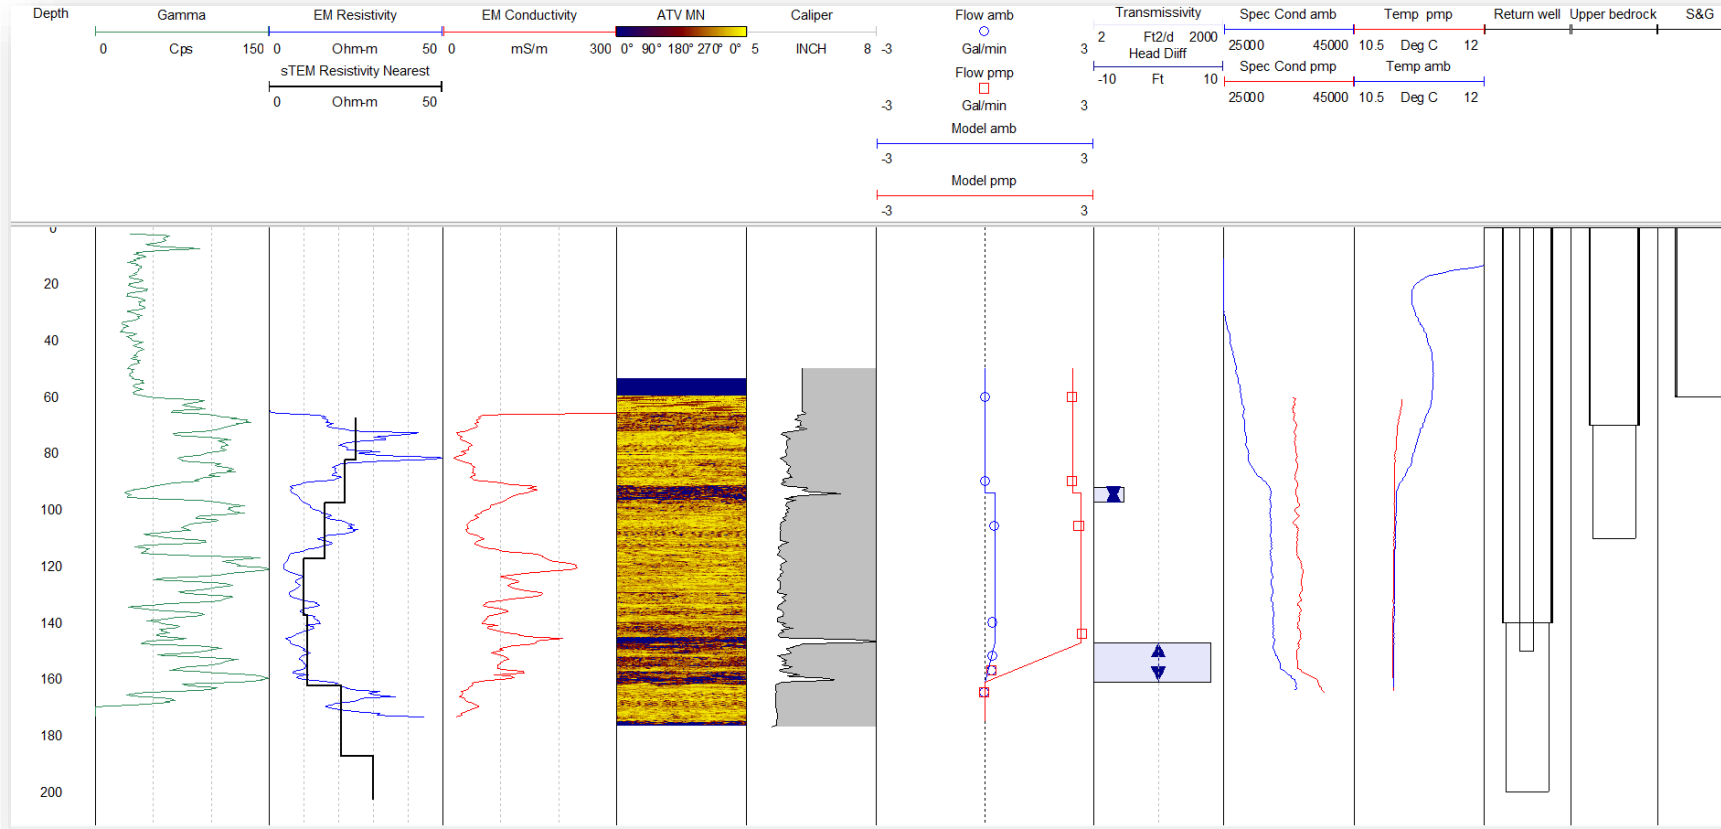 Depth Gamma EM Resistivity EM Conductivity ATV MN Caliper Flow amb Transmissivity Spec Cond amb Temp pmp Return well Upper bedrock S&G
0 Cps 150 0 Ohm-m 50 0 mS/m 300 0° 90° 180° 270° 0° 5 INCH 8 -3 3 2 Ft2/d 2000 25000 45000 10.5 Deg C 12
Gal/min Head Diiff
sTEM Resistivity Nearest Flow pmp Spec Cond pmp Temp amb
-10 Ft 10
0 Ohm-m 50 -3 Gal/min 3 25000 45000 10.5 Deg C 12
Model amb
-3 3
Model pmp
-3 3
0
20
40
60
80
100
120
140
160
180
200